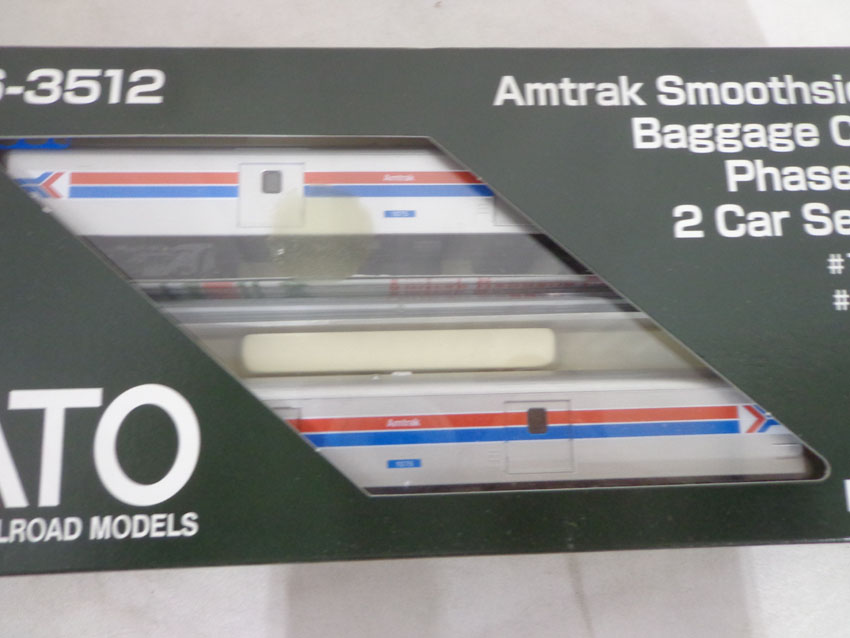 -3512
Amtrak Smoothsi
Baggage C
Phase
2 Car Se
#
#
Amtrak
Amtrak
ATO
LROAD MODELS